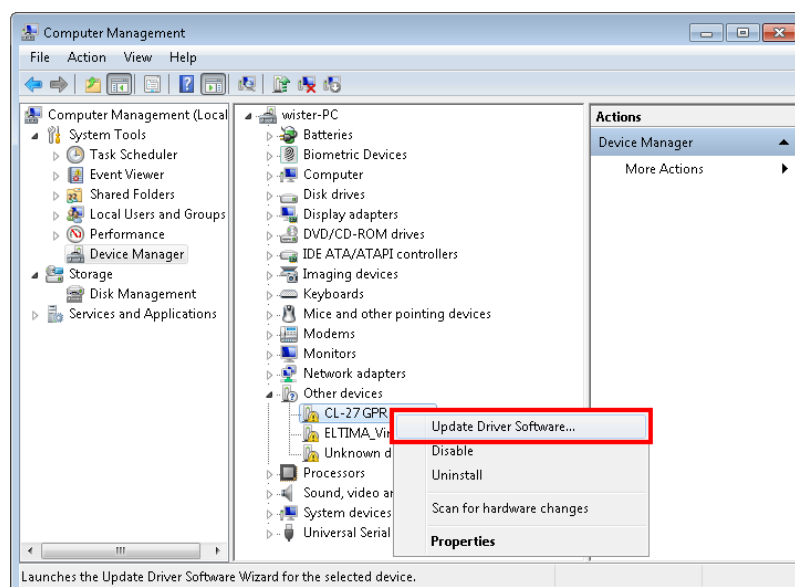 Computer Management
File Action View Help
Computer Management (Local
System Tools
Task Scheduler
Event Viewer
Shared Folders
Local Users and Groups
Performance
Device Manager
Storage
Disk Management
Services and Applications
wister-PC
Batteries
Biometric Devices
Computer
Disk drives
Display adapters
DVD/CD-ROM drives
IDE ATA/ATAPI controllers
Imaging devices
Keyboards
Mice and other pointing devices
Modems
Monitors
Network adapters
Other devices
CL-27 GPR
ELTIMA_Vir
Unknown d
Processors
Sound, video ar
System devices
Universal Serial
Update Driver Software...
Disable
Uninstall
Scan for hardware changes
Properties
Actions
Device Manager
More Actions
Launches the Update Driver Software Wizard for the selected device.